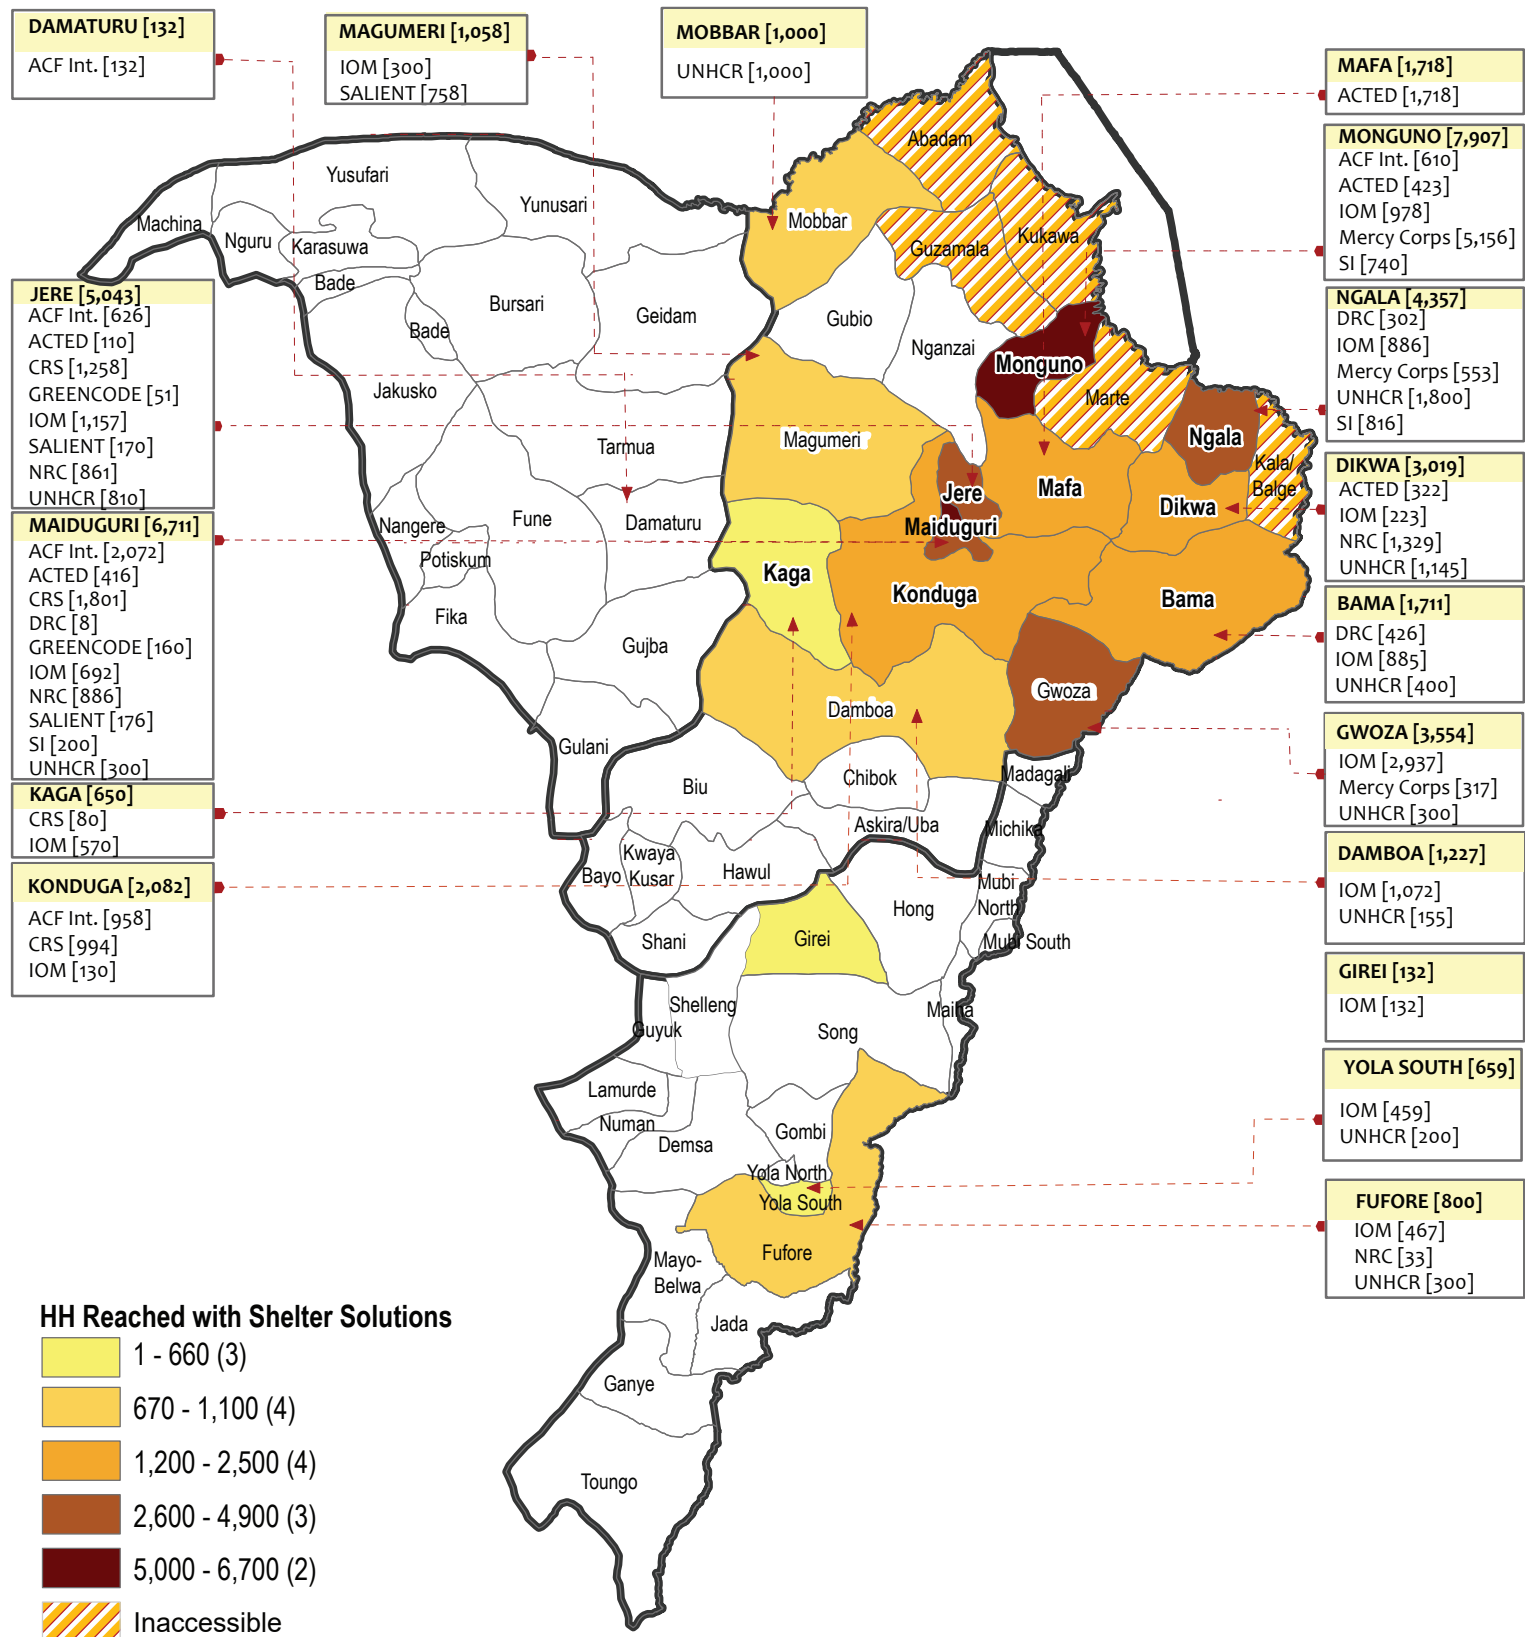 DAMATURU [132]
ACF Int. [132]
MAGUMERI [1,058]
IOM [300]
SALIENT [758]
MOBBAR [1,000]
UNHCR [1,000]
MAFA [1,718]
ACTED [1,718]
MONGUNO [7,907]
ACF Int. [610]
ACTED [423]
IOM [978]
Mercy Corps [5,156]
SI [740]
NGALA [4,357]
DRC [302]
IOM [886]
Mercy Corps [553]
UNHCR [1,800]
SI [816]
DIKWA [3,019]
ACTED [322]
IOM [223]
NRC [1,329]
UNHCR [1,145]
BAMA [1,711]
DRC [426]
IOM [885]
UNHCR [400]
GWOZA [3,554]
IOM [2,937]
Mercy Corps [317]
UNHCR [300]
DAMBOA [1,227]
IOM [1,072]
UNHCR [155]
GIREI [132]
IOM [132]
YOLA SOUTH [659]
IOM [459]
UNHCR [200]
FUFORE [800]
IOM [467]
NRC [33]
UNHCR [300]
JERE [5,043]
ACF Int. [626]
ACTED [110]
CRS [1,258]
GREENCODE [51]
IOM [1,157]
SALIENT [170]
NRC [861]
UNHCR [810]
MAIDUGURI [6,711]
ACF Int. [2,072]
ACTED [416]
CRS [1,801]
DRC [8]
GREENCODE [160]
IOM [692]
NRC [886]
SALIENT [176]
SI [200]
UNHCR [300]
KAGA [650]
CRS [80]
IOM [570]
KONDUGA [2,082]
ACF Int. [958]
CRS [994]
IOM [130]
Abadam
Yusufari
Yunusari
Machina
Nguru
Karasuwa
Mobbar
Guzamala
Kukawa
Bade
Bursari
Geidam
Gubio
Bade
Nganzai
Monguno
Jakusko
Marte
Tarmua
Magumeri
Ngala
Kala/
Balge
Jere
Mafa
Dikwa
Nangere
Fune
Damaturu
Maiduguri
Potiskum
Kaga
Konduga
Bama
Fika
Gujba
Gwoza
Damboa
Gulani
Biu
Chibok
Madagali
Askira/Uba
Michika
Kwaya
Kusar
Bayo
Hawul
Mubi
North
Hong
Shani
Girei
Mubi South
Shelleng
Guyuk
Song
Maiha
Lamurde
Numan
Demsa
Gombi
Yola North
Yola South
Fufore
Mayo-
Belwa
Jada
Ganye
Toungo
HH Reached with Shelter Solutions
1 - 660 (3)
670 - 1,100 (4)
1,200 - 2,500 (4)
2,600 - 4,900 (3)
5,000 - 6,700 (2)
Inaccessible